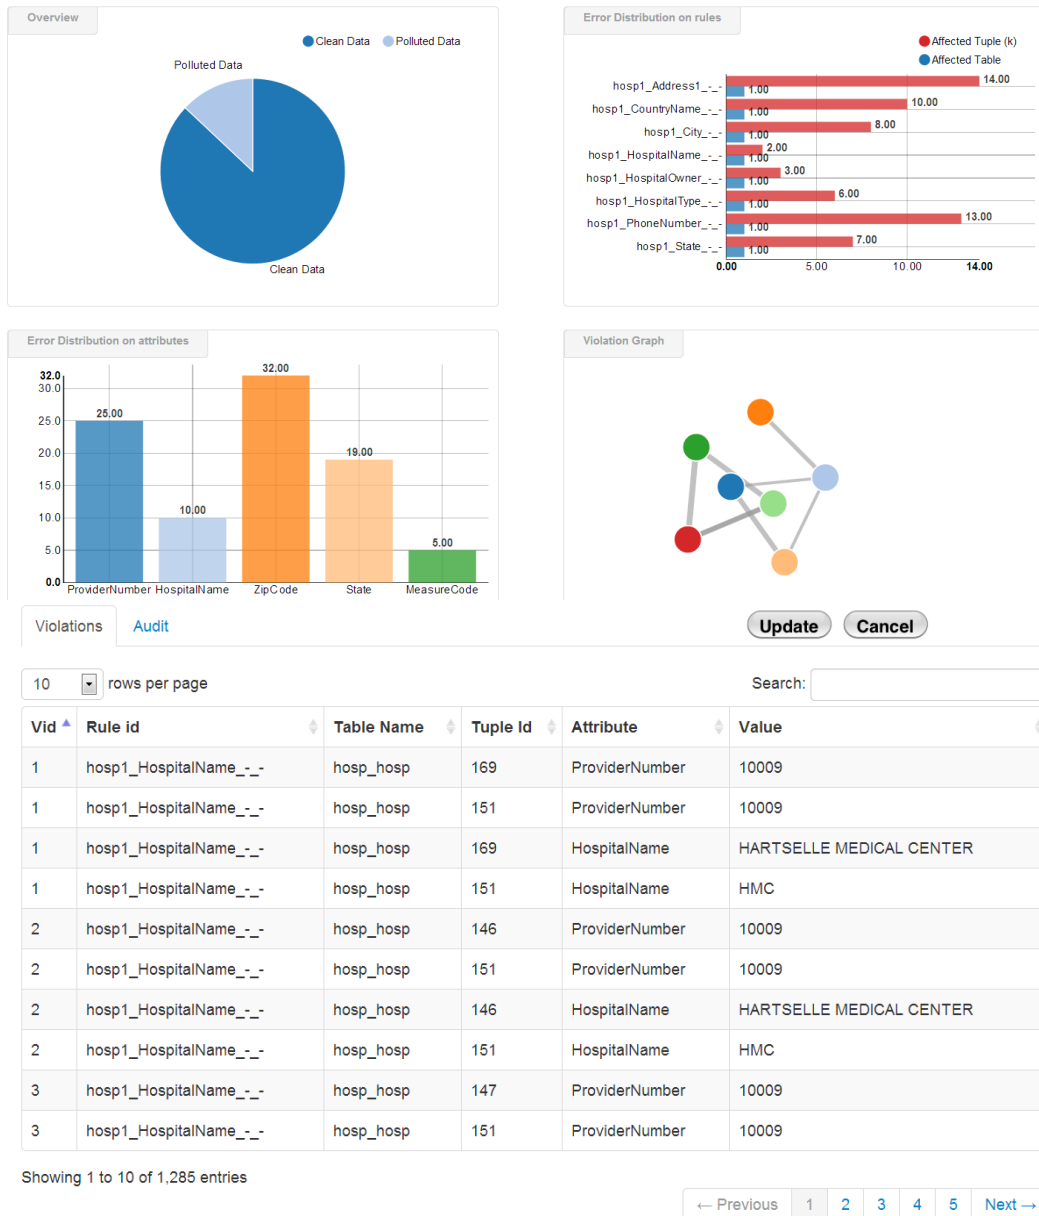 Overview
Clean Data
Polluted Data
Polluted Data
Clean Data
Error Distribution on rules
Affected Tuple (k)
Affected Table
hosp1_Address1_-_- 14.00
1.00
hosp1_CountryName_-_- 10.00
1.00
hosp1_City_-_- 8.00
1.00
hosp1_HospitalName_-_- 2.00
1.00
hosp1_HospitalOwner_-_- 3.00
1.00
hosp1_HospitalType_-_- 6.00
1.00
hosp1_PhoneNumber_-_- 13.00
1.00
hosp1_State_-_- 7.00
1.00
0.00 5.00 10.00 14.00
Error Distribution on attributes
32.0
30.0
25.0
20.0
15.0
10.0
5.0
0.0
25.00
10.00
32.00
19.00
5.00
ProviderNumber HospitalName ZipCode State MeasureCode
Violation Graph
Violations Audit Update Cancel
10 rows per page Search:
Vid Rule id Table Name Tuple Id Attribute Value
1 hosp1_HospitalName_-_- hosp_hosp 169 ProviderNumber 10009
1 hosp1_HospitalName_-_- hosp_hosp 151 ProviderNumber 10009
1 hosp1_HospitalName_-_- hosp_hosp 169 HospitalName HARTSELLE MEDICAL CENTER
1 hosp1_HospitalName_-_- hosp_hosp 151 HospitalName HMC
2 hosp1_HospitalName_-_- hosp_hosp 146 ProviderNumber 10009
2 hosp1_HospitalName_-_- hosp_hosp 151 ProviderNumber 10009
2 hosp1_HospitalName_-_- hosp_hosp 146 HospitalName HARTSELLE MEDICAL CENTER
2 hosp1_HospitalName_-_- hosp_hosp 151 HospitalName HMC
3 hosp1_HospitalName_-_- hosp_hosp 147 ProviderNumber 10009
3 hosp1_HospitalName_-_- hosp_hosp 151 ProviderNumber 10009
Showing 1 to 10 of 1,285 entries
← Previous 1 2 3 4 5 Next →